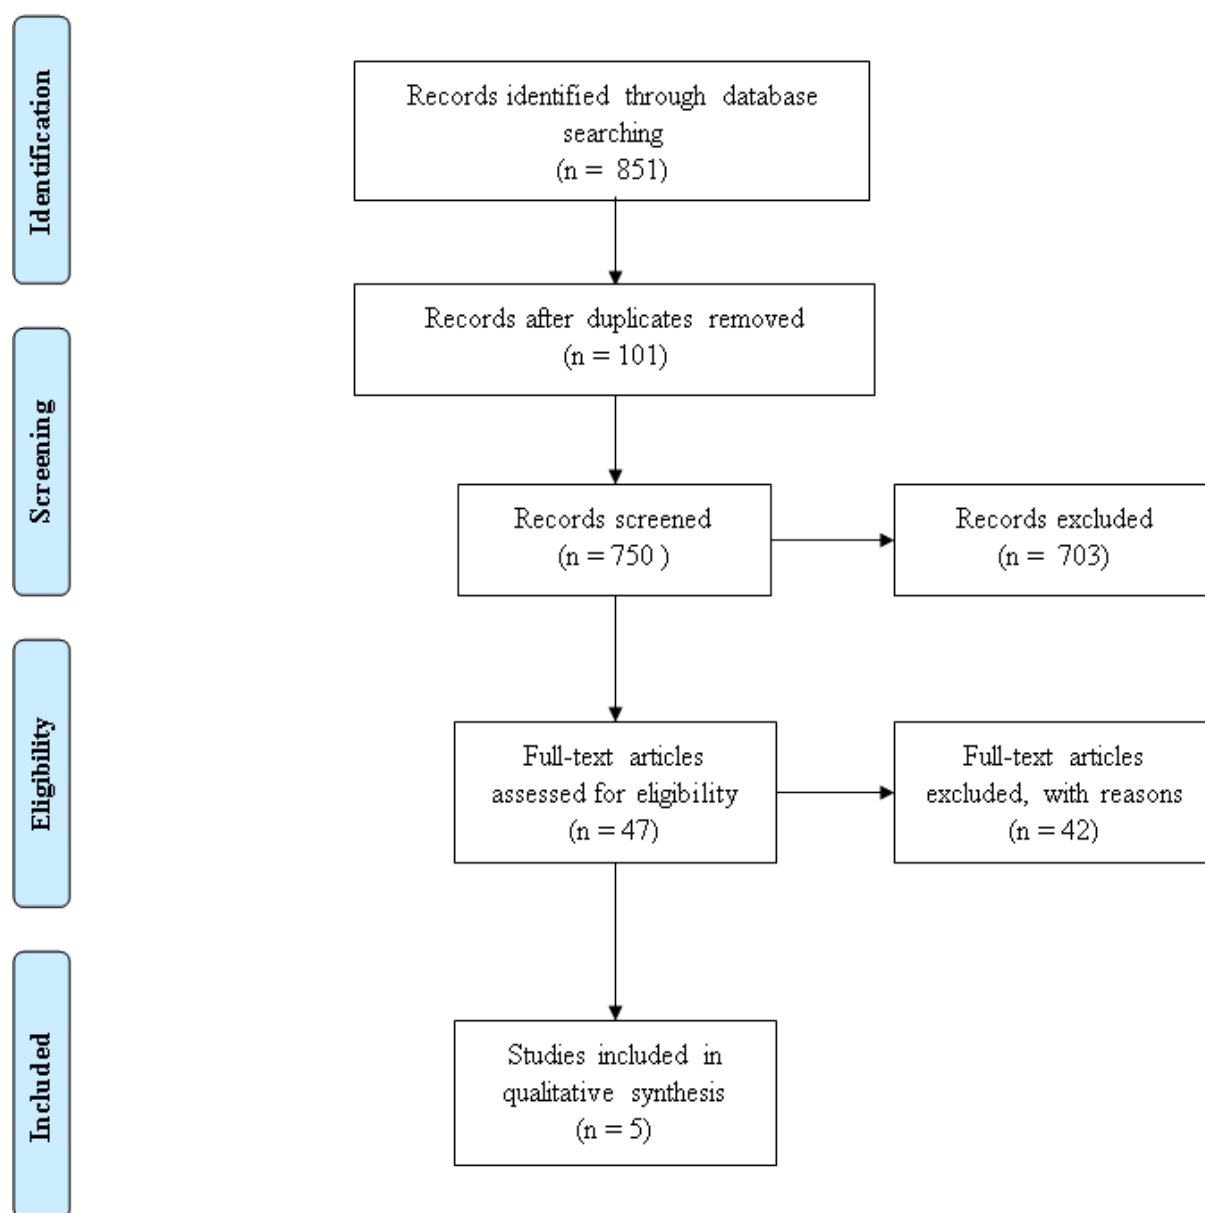 Identification
Records identified through database
searching
(n = 851)
Records after duplicates removed
(n = 101)
Screening
Records screened
(n = 750 )
Records excluded
(n = 703)
Eligibility
Full-text articles
assessed for eligibility
(n = 47)
Full-text articles
excluded, with reasons
(n = 42)
Included
Studies included in
qualitative synthesis
(n = 5)